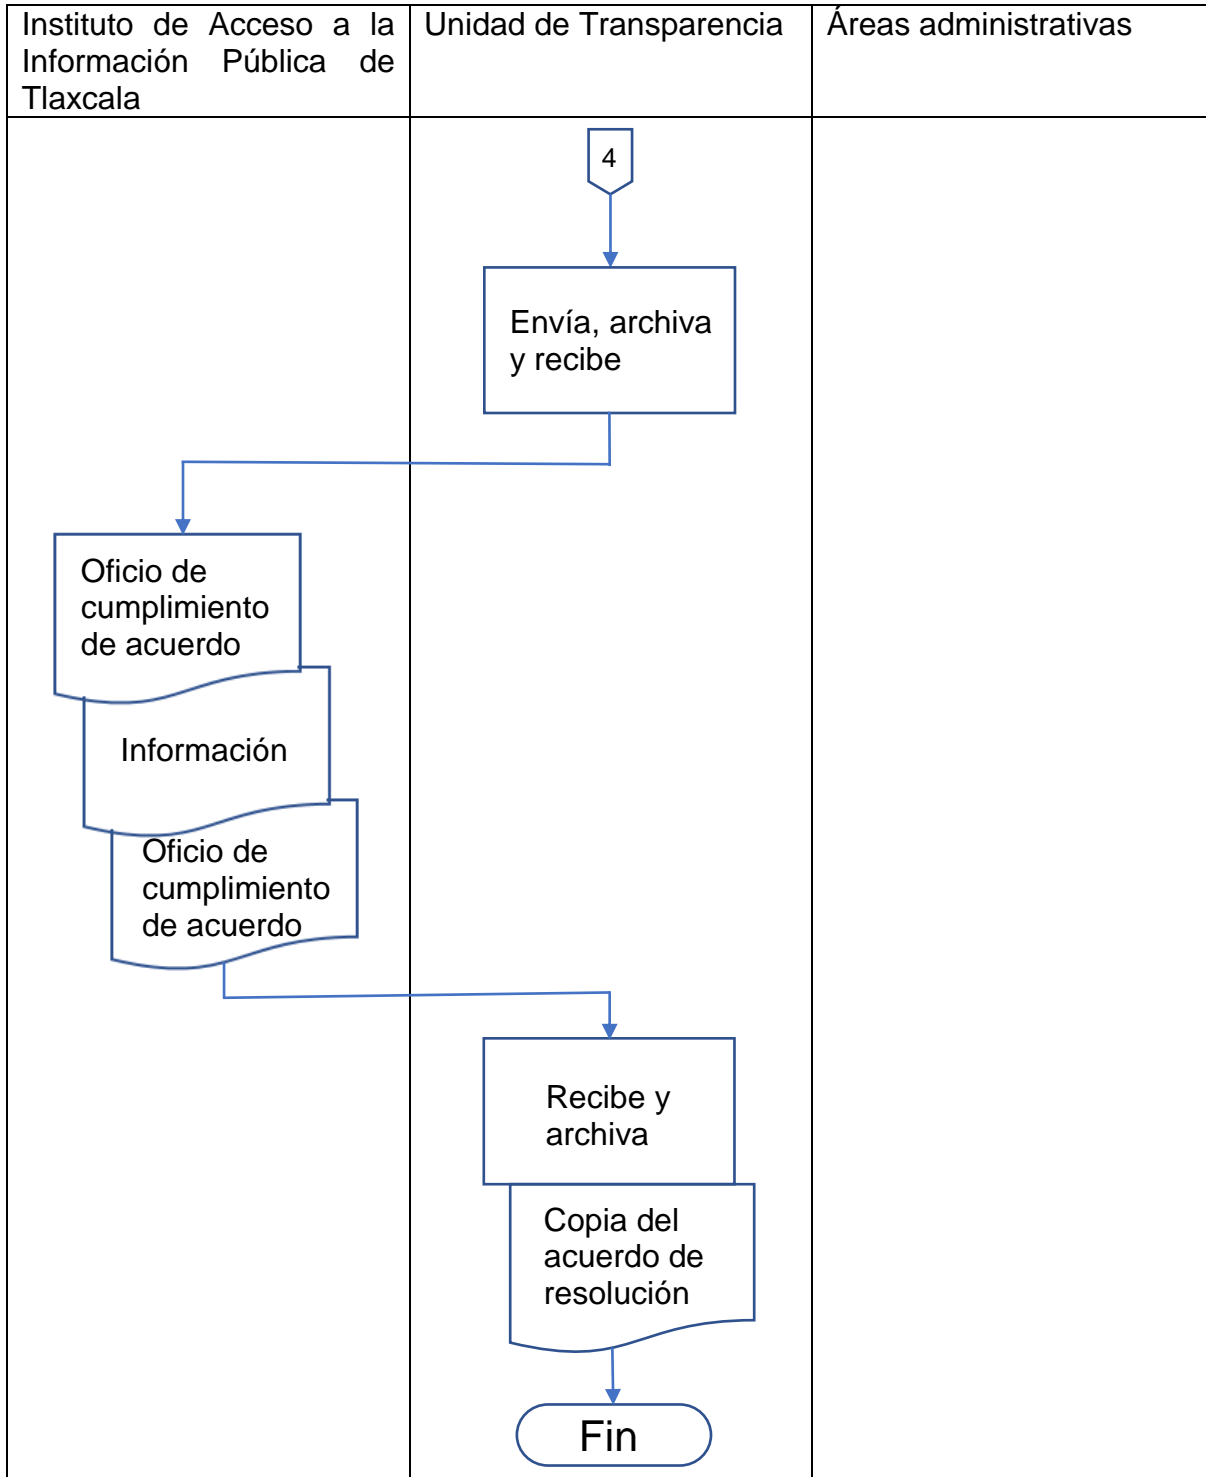 Instituto de Acceso a la
Información Pública de
Tlaxcala
Unidad de Transparencia
Áreas administrativas
4
Envía, archiva
y recibe
Oficio de
cumplimiento
de acuerdo
Información
Oficio de
cumplimiento
de acuerdo
Recibe y
archiva
Copia del
acuerdo de
resolución
Fin